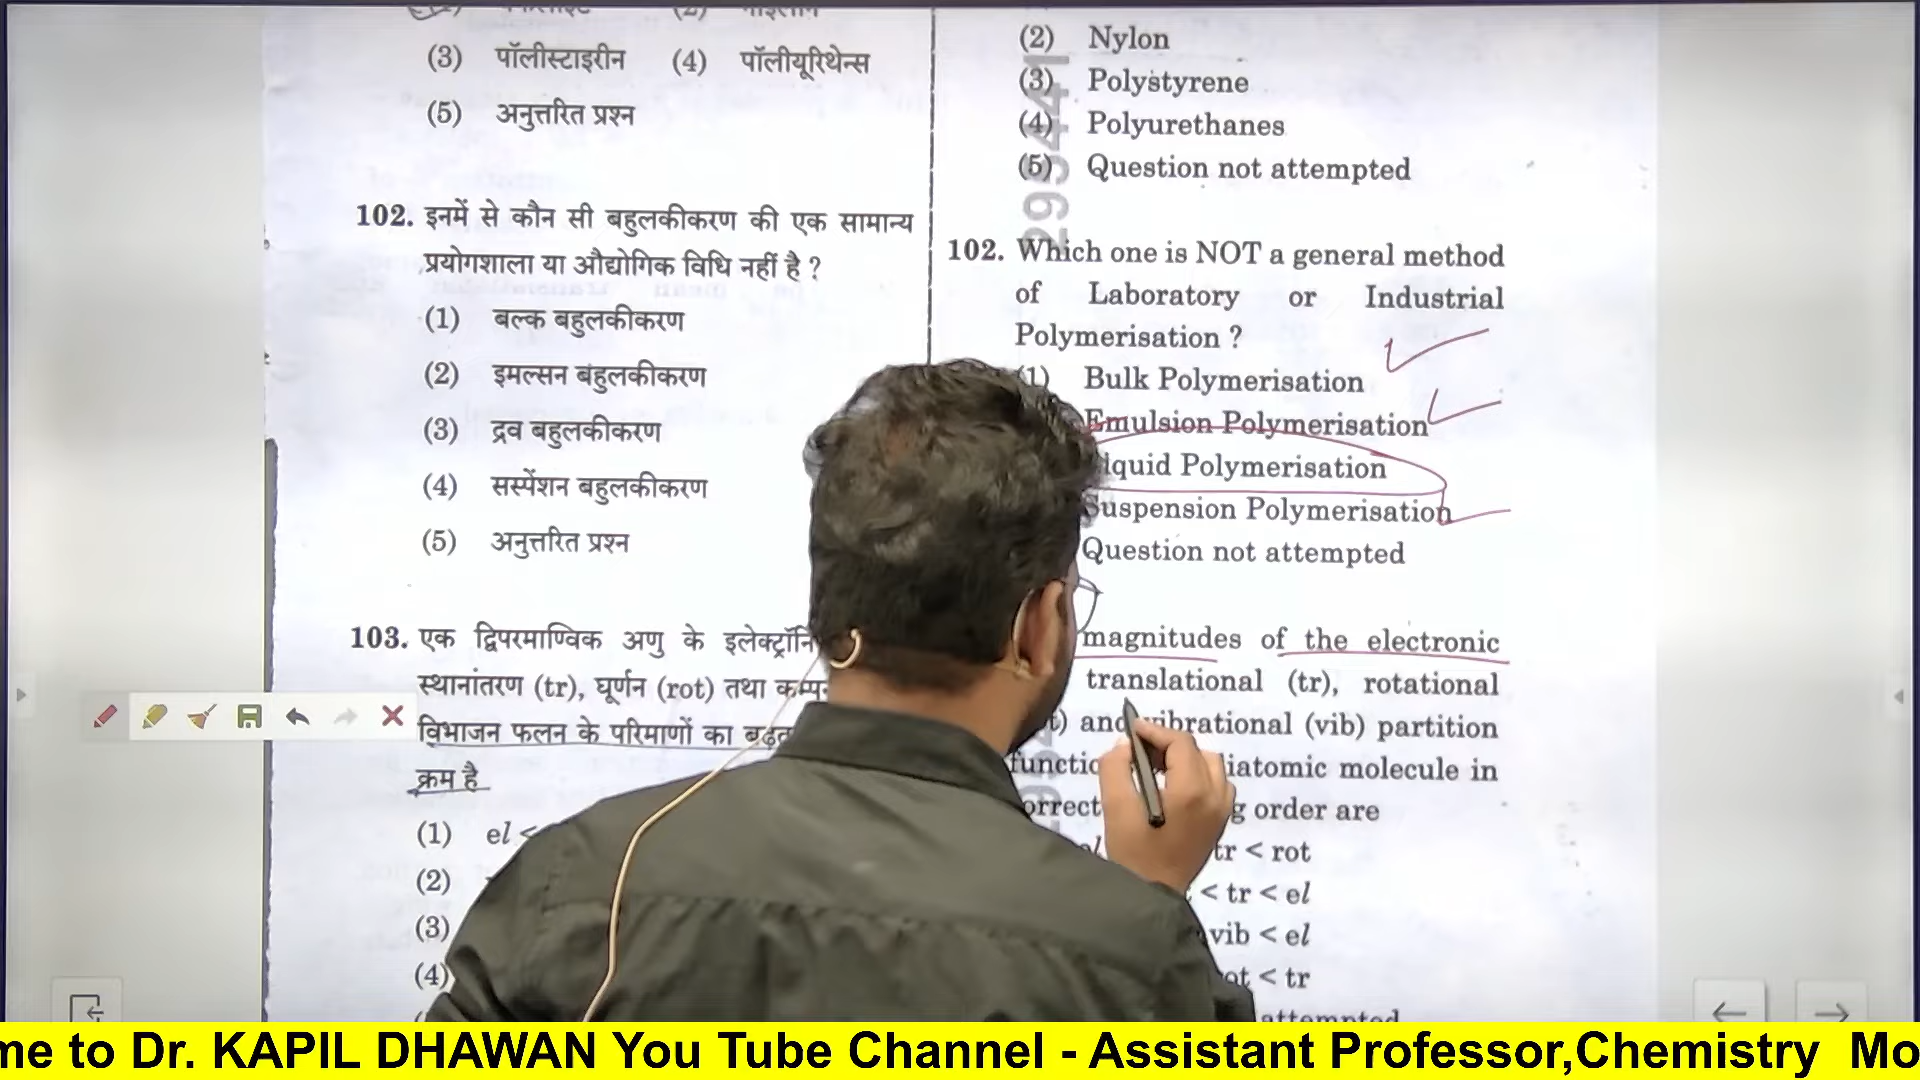 (3) पॉलीस्टाइरीन (4) पॉलीयूरिथेन्स
(5) अनुत्तरित प्रश्न
102. इनमें से कौन सी बहुलकीकरण की एक सामान्य
प्रयोगशाला या औद्योगिक विधि नहीं है ?
(1) बल्क बहुलकीकरण
(2) इमल्सन बहुलकीकरण
(3) द्रव बहुलकीकरण
(4) सस्पेंशन बहुलकीकरण
(5) अनुत्तरित प्रश्न
103. एक द्विपरमाण्विक अणु के
स्थानांतरण (tr), घूर्णन (rot) तथा
विभाजन फलन के परिमाणों का
क्रम है
(1) el <
(2)
(3)
(4)
(2) Nylon
(3) Polystyrene
(4) Polyurethanes
(5) Question not attempted
102. Which one is NOT a general method
of Laboratory or Industrial
Polymerisation ?
(1) Bulk Polymerisation
Emulsion Polymerisation
Polymerisation
Suspension Polymerisation
Question not attempted
magnitudes of the electronic
translational (tr), rotational
and vibrational (vib) partition
molecule in
order are
tr < rot
< tr < el
vib < el
< tr
me to Dr. KAPIL DHAWAN You Tube Channel - Assistant Professor,Chemistry Mo